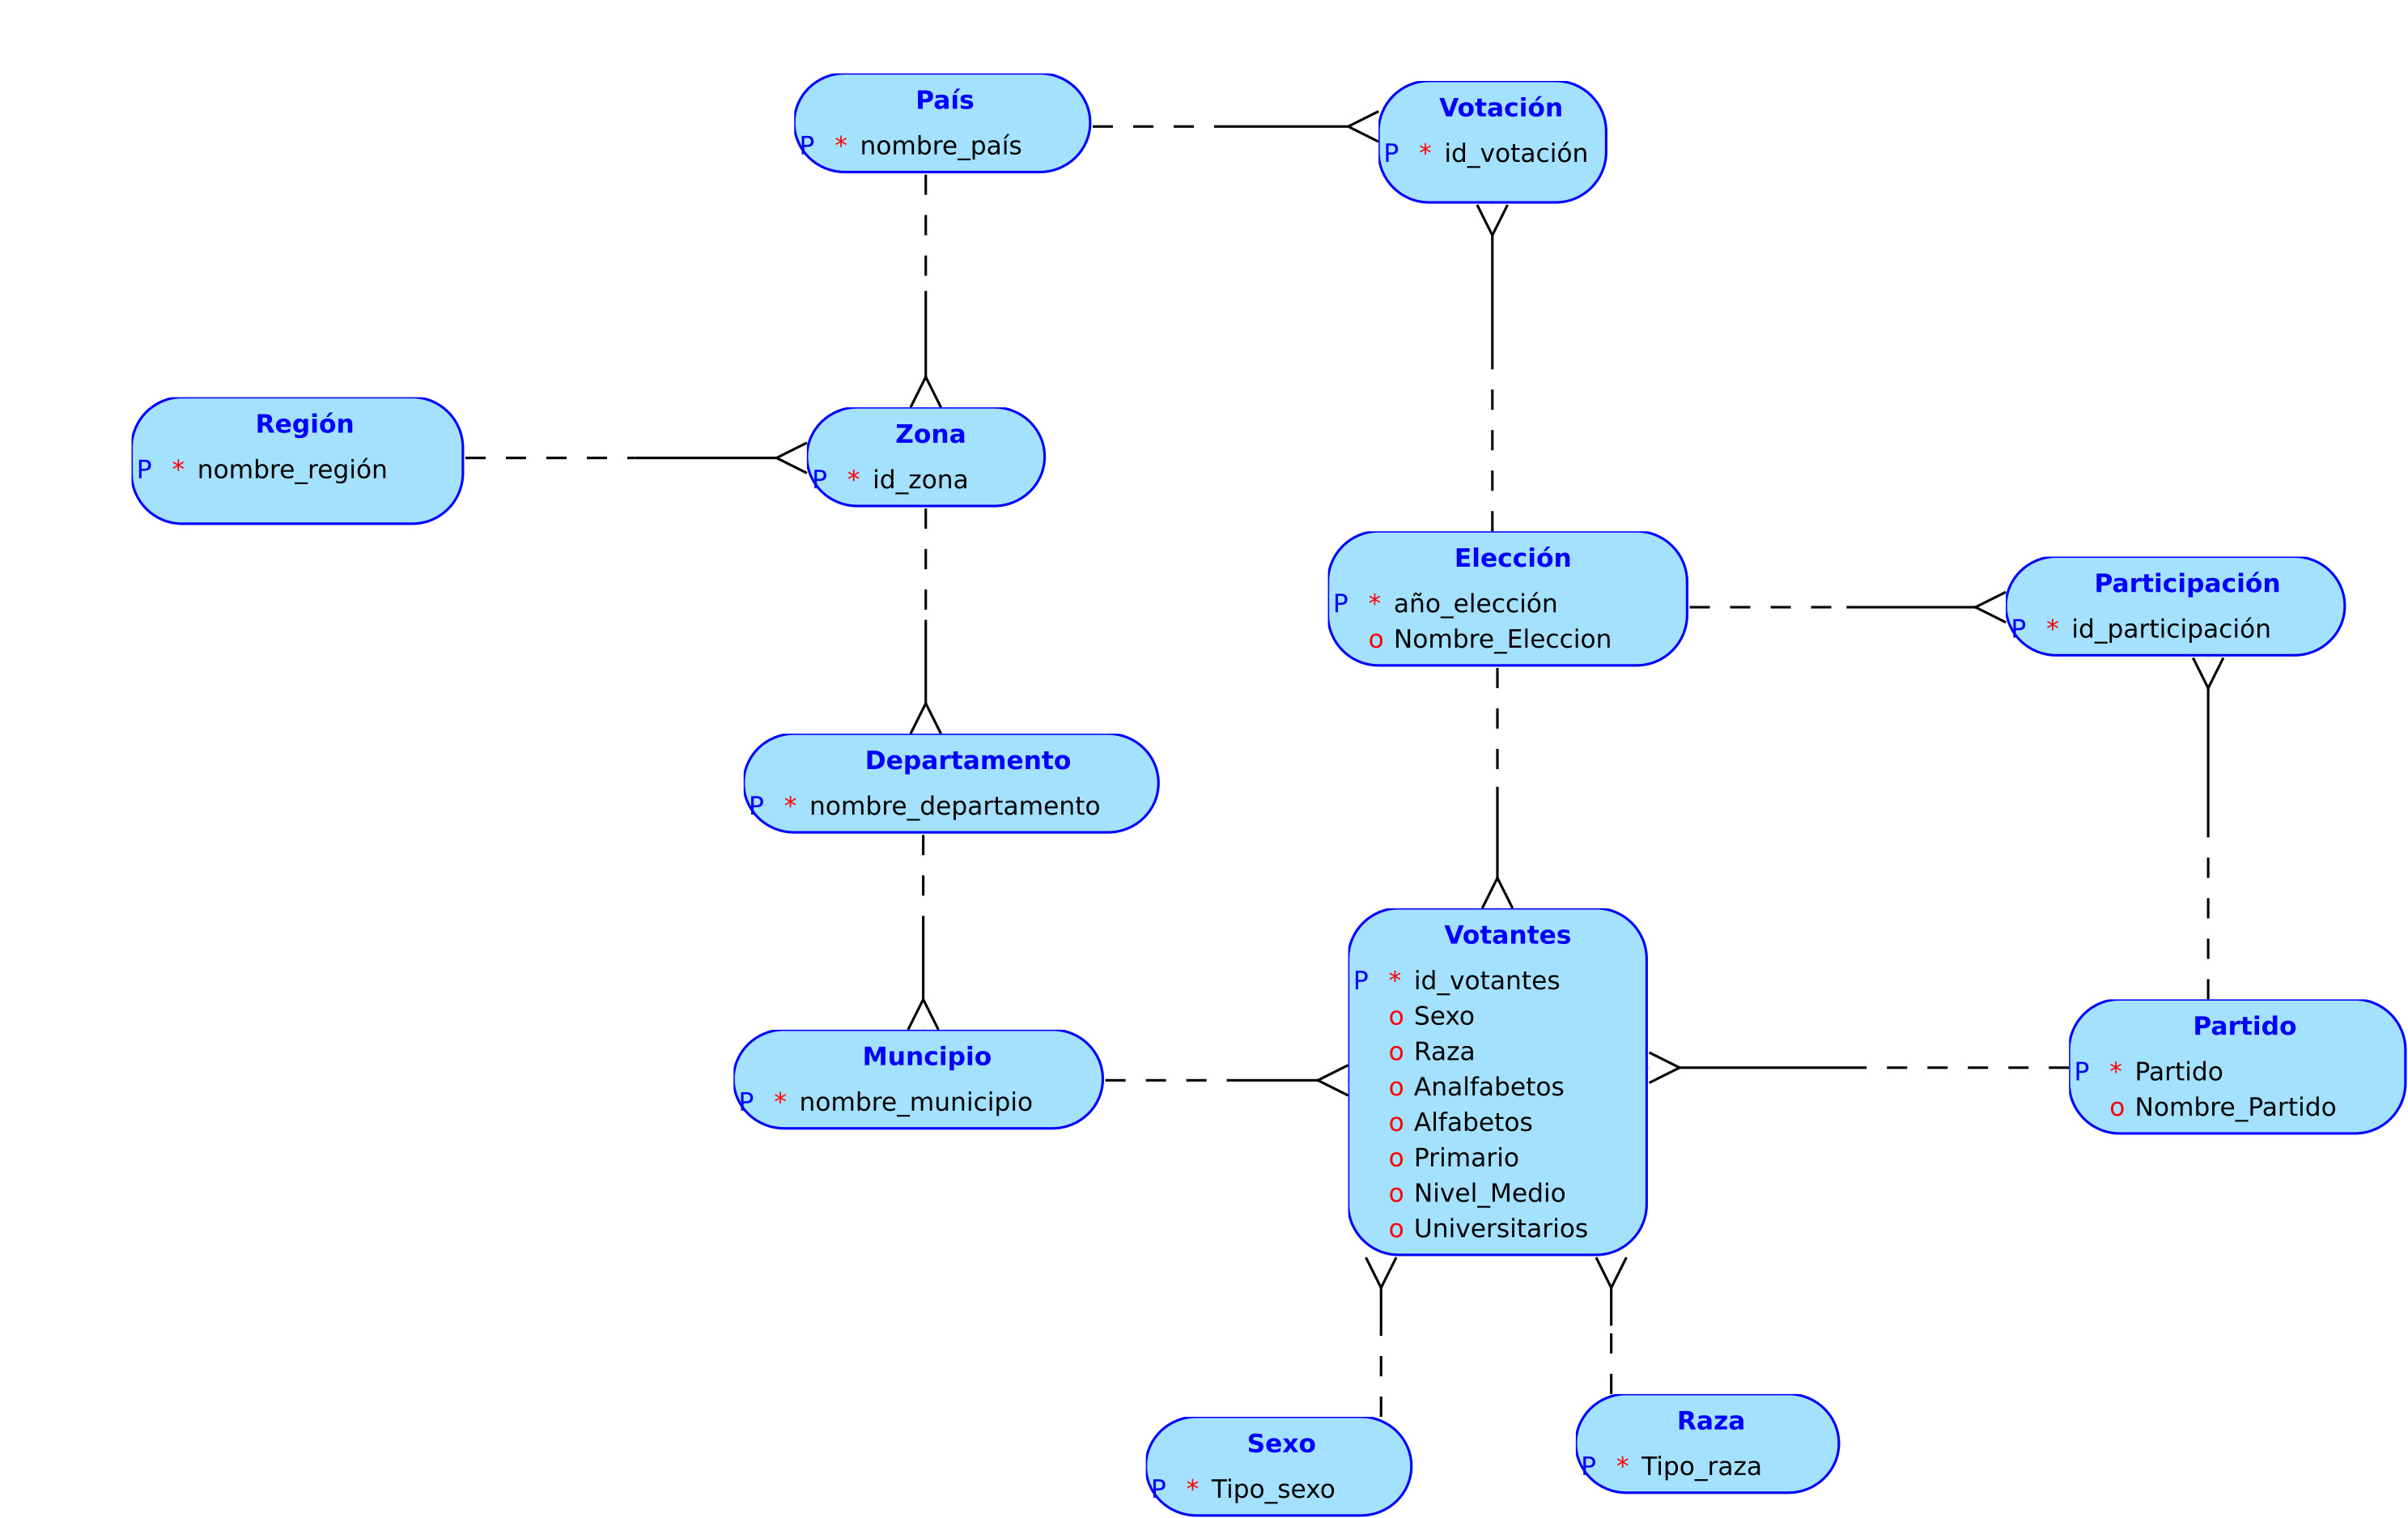 País
P * nombre_país
Votación
P * id_votación
Región
P * nombre_región
Zona
P * id_zona
Elección
P * año_elección
o Nombre_Eleccion
Participación
P * id_participación
Departamento
P * nombre_departamento
Votantes
P * id_votantes
o Sexo
o Raza
o Analfabetos
o Alfabetos
o Primario
o Nivel_Medio
o Universitarios
Muncipio
P * nombre_municipio
Partido
P * Partido
o Nombre_Partido
Sexo
P * Tipo_sexo
Raza
P * Tipo_raza